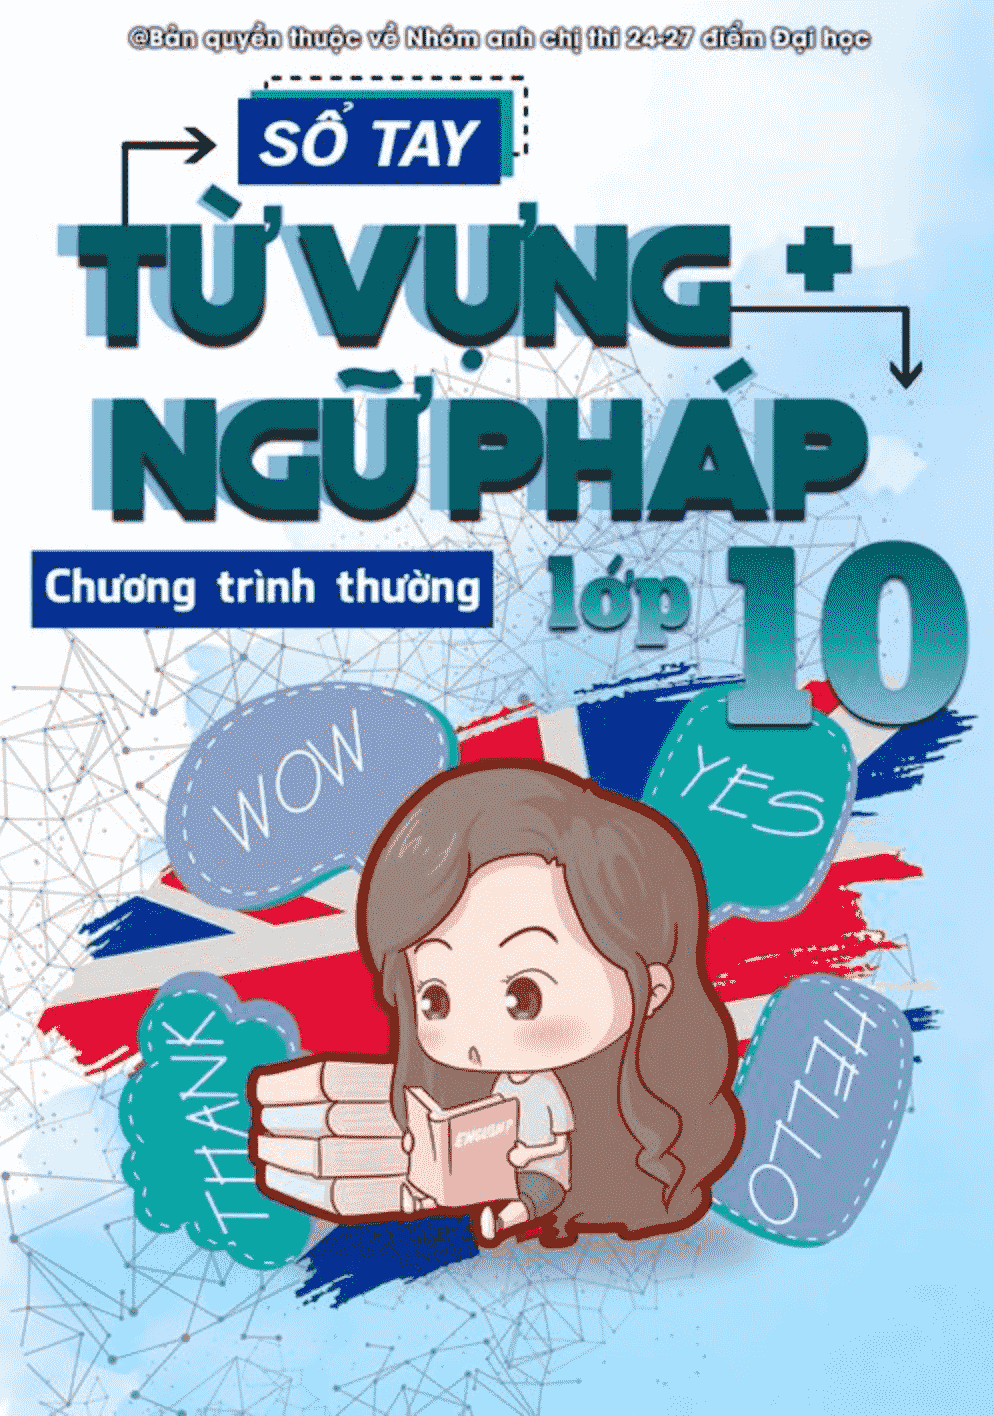 @Bản quyền thuộc về Nhóm anh chị thi 24-27 điểm Đại học
SỔ TAY
TỪ VỰNG +
NGỮ PHÁP
Chương trình thường lớp 10
WOW
YES
THANK
HELLO